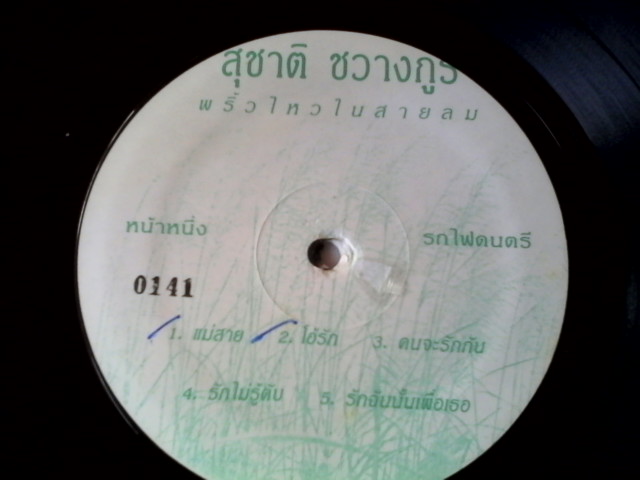 สุชาติ ชวางกูร
พริ้วไหวในสายลม
หน้าหนึ่ง
รถไฟดนตรี
0141
1. แม่สาย 2. โอ้รัก 3. คนจะรักกัน
4. รักไม่รู้ดับ 5. รักฉันนั้นเพื่อเธอ